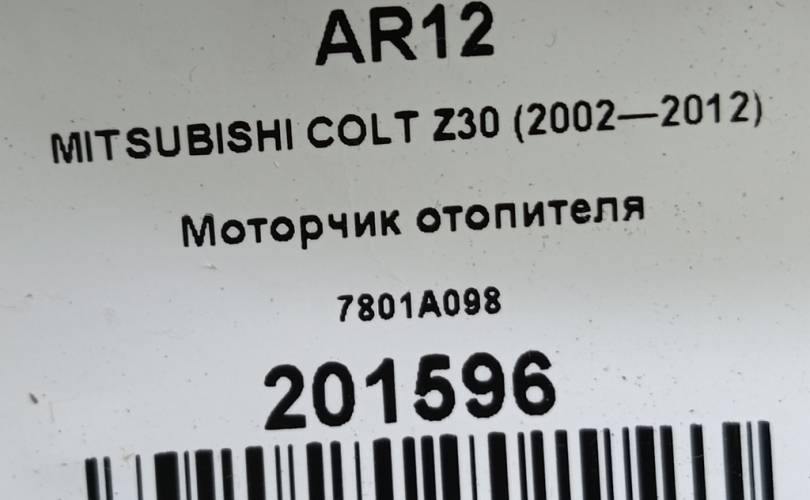 AR12
MITSUBISHI COLT Z30 (2002—2012)
Моторчик отопителя
7801A098
201596